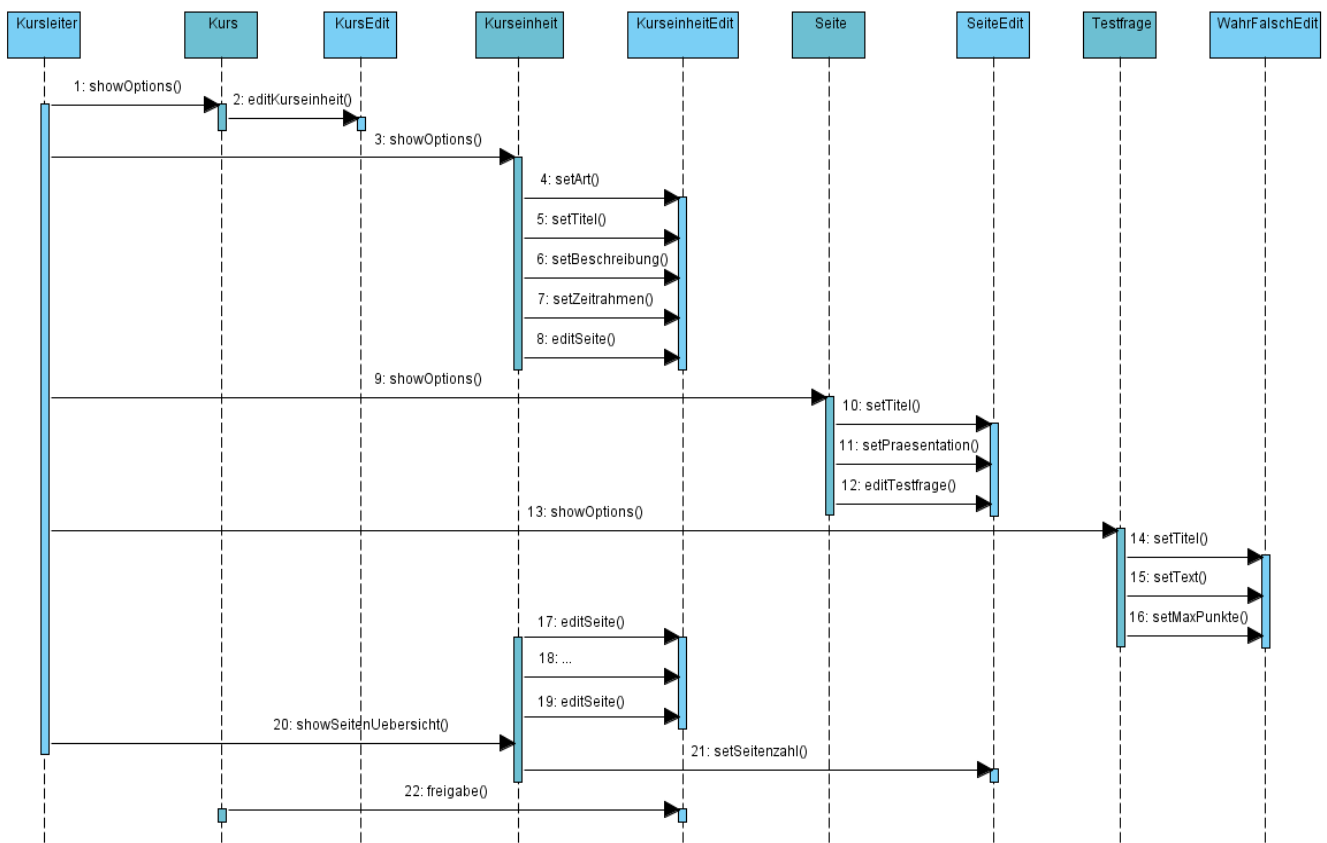 Kursleiter
Kurs
KursEdit
Kurseinheit
KurseinheitEdit
Seite
SeiteEdit
Testfrage
WahrFalschEdit
1: showOptions()
2: editKurseinheit()
3: showOptions()
4: setArt()
5: setTitel()
6: setBeschreibung()
7: setZeitrahmen()
8: editSeite()
9: showOptions()
10: setTitel()
11: setPraesentation()
12: editTestfrage()
13: showOptions()
14: setTitel()
15: setText()
16: setMaxPunkte()
17: editSeite()
18: ...
19: editSeite()
20: showSeitenUebersicht()
21: setSeitenzahl()
22: freigabe()